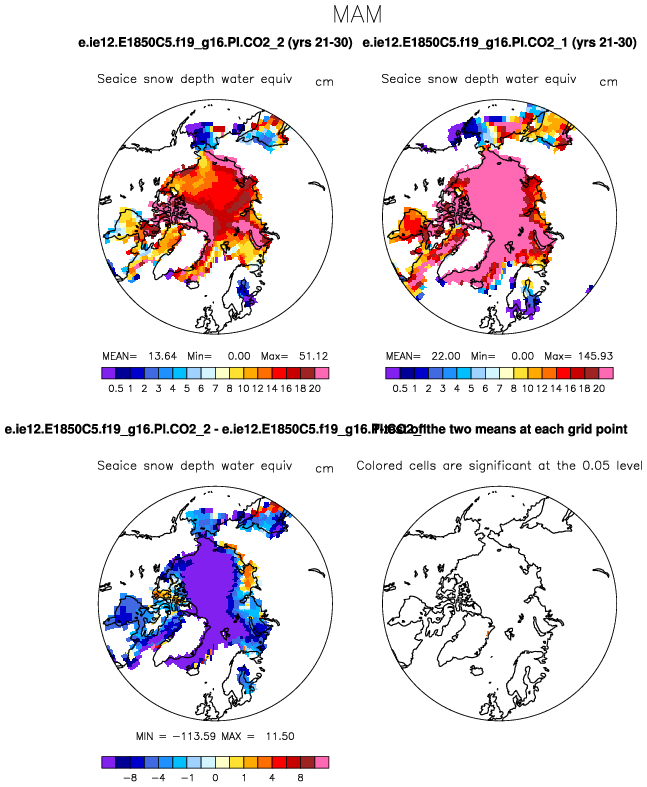 MAM
e.ie12.E1850C5.f19_g16.PI.CO2_2 (yrs 21-30) e.ie12.E1850C5.f19_g16.PI.CO2_1 (yrs 21-30)
Seaice snow depth water equiv cm Seaice snow depth water equiv cm
MEAN= 13.64 Min= 0.00 Max= 51.12 MEAN= 22.00 Min= 0.00 Max= 145.93
0.5 1 2 3 4 5 6 7 8 10 12 14 16 18 20 0.5 1 2 3 4 5 6 7 8 10 12 14 16 18 20
e.ie12.E1850C5.f19_g16.PI.CO2_2 - e.ie12.E1850C5.f19_g16.PI.CO2_1 the two means at each grid point
Seaice snow depth water equiv cm Colored cells are significant at the 0.05 level
MIN = -113.59 MAX = 11.50
-8 -4 -1 0 1 4 8